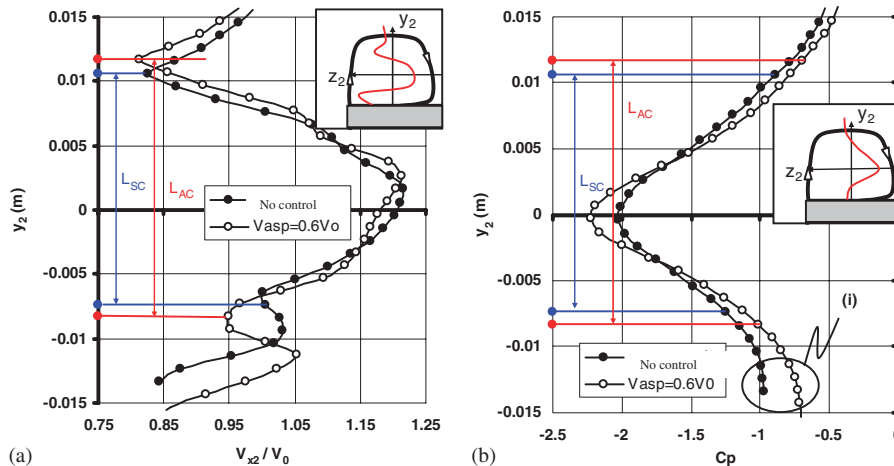 (a)
y2 (m)
0.015
0.01
0.005
0
-0.005
-0.01
-0.015
0.75
0.85
0.95
1.05
1.15
1.25
Vx2 / V0
LSC
LAC
No control
Vasp=0.6Vo
y2
z2
(b)
y2 (m)
0.015
0.01
0.005
0
-0.005
-0.01
-0.015
-2.5
-2
-1.5
-1
-0.5
0
Cp
LSC
LAC
No control
Vasp=0.6V0
(i)
y2
z2